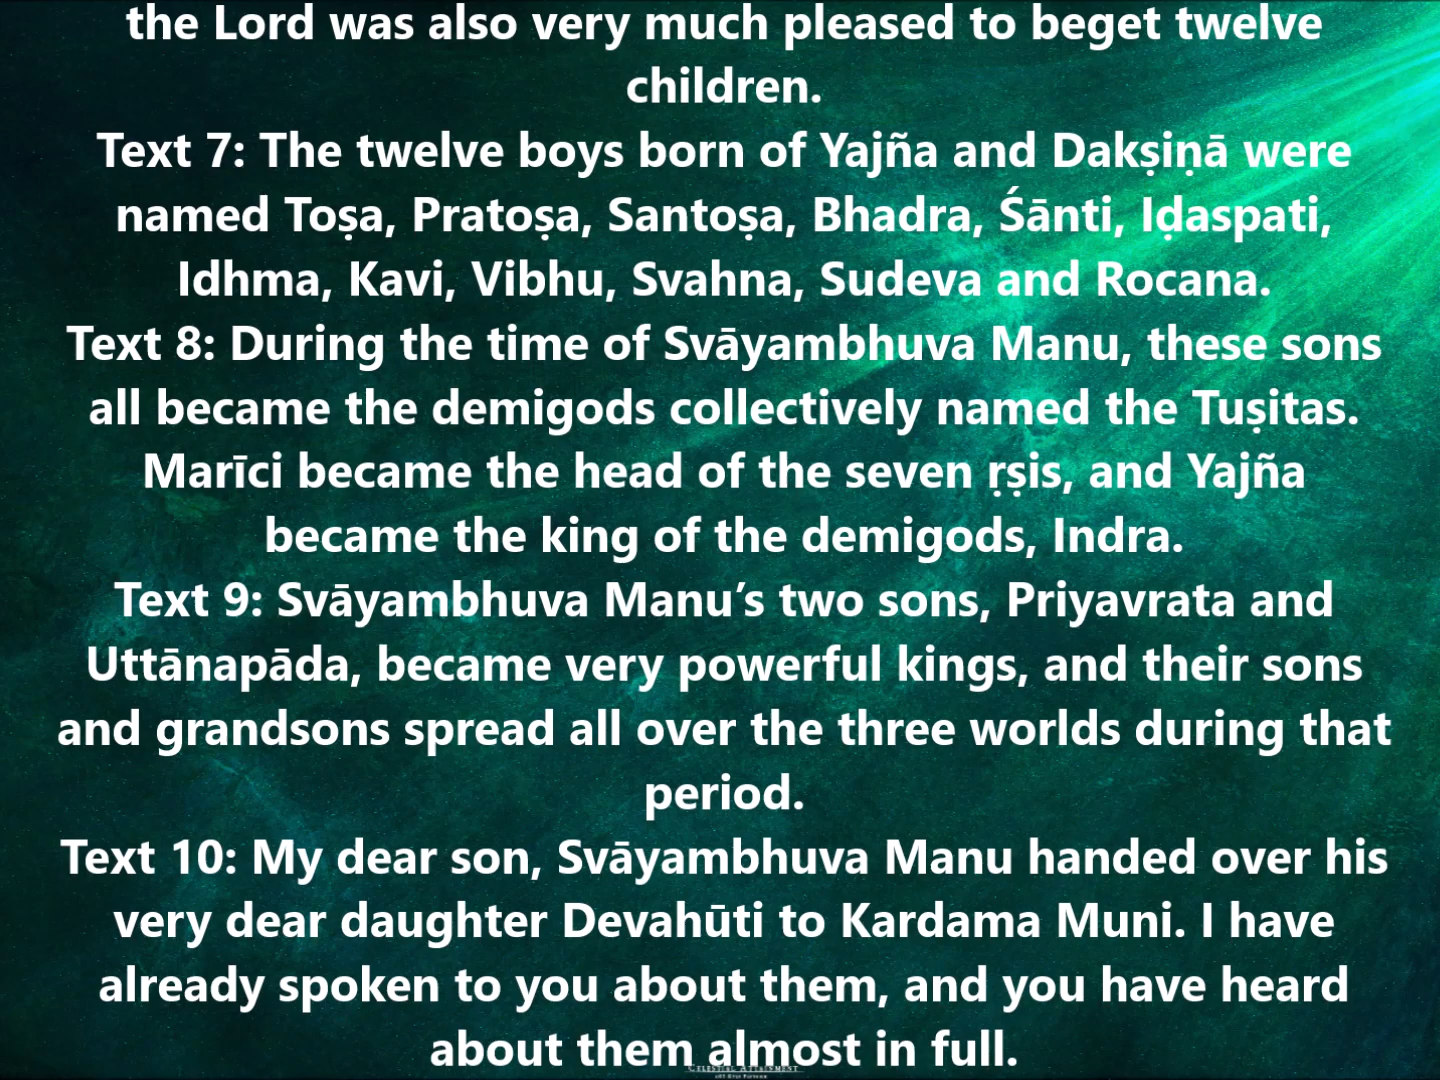 the Lord was also very much pleased to beget twelve
children.
Text 7: The twelve boys born of Yajña and Dakṣiṇā were
named Toṣa, Pratoṣa, Santoṣa, Bhadra, Śānti, Iḍaspati,
Idhma, Kavi, Vibhu, Svahna, Sudeva and Rocana.
Text 8: During the time of Svāyambhuva Manu, these sons
all became the demigods collectively named the Tuṣitas.
Marīci became the head of the seven ṛṣis, and Yajña
became the king of the demigods, Indra.
Text 9: Svāyambhuva Manu’s two sons, Priyavrata and
Uttānapāda, became very powerful kings, and their sons
and grandsons spread all over the three worlds during that
period.
Text 10: My dear son, Svāyambhuva Manu handed over his
very dear daughter Devahūti to Kardama Muni. I have
already spoken to you about them, and you have heard
about them almost in full.
Celestial Attainment